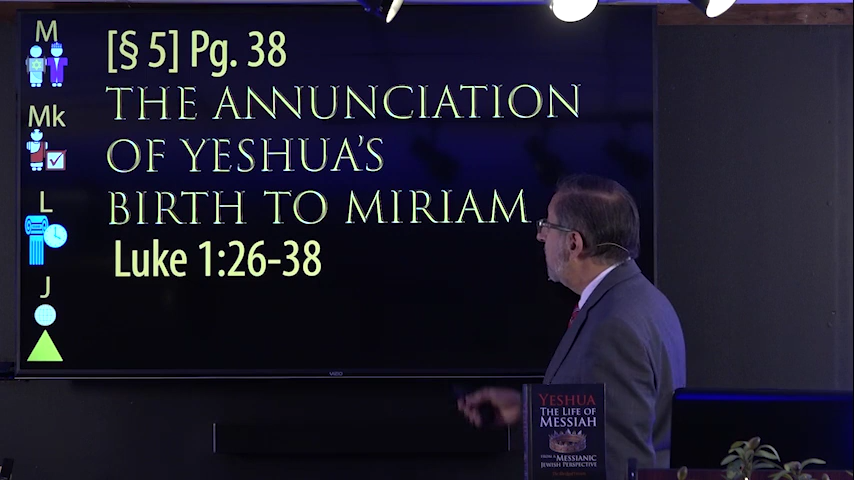 M
Mk
L
J
[§ 5] Pg. 38
THE ANNUNCIATION
OF YESHUA'S
BIRTH TO MIRIAM
Luke 1:26-38
YESHUA
THE LIFE OF
MESSIAH
FROM A MESSIANIC
JEWISH PERSPECTIVE